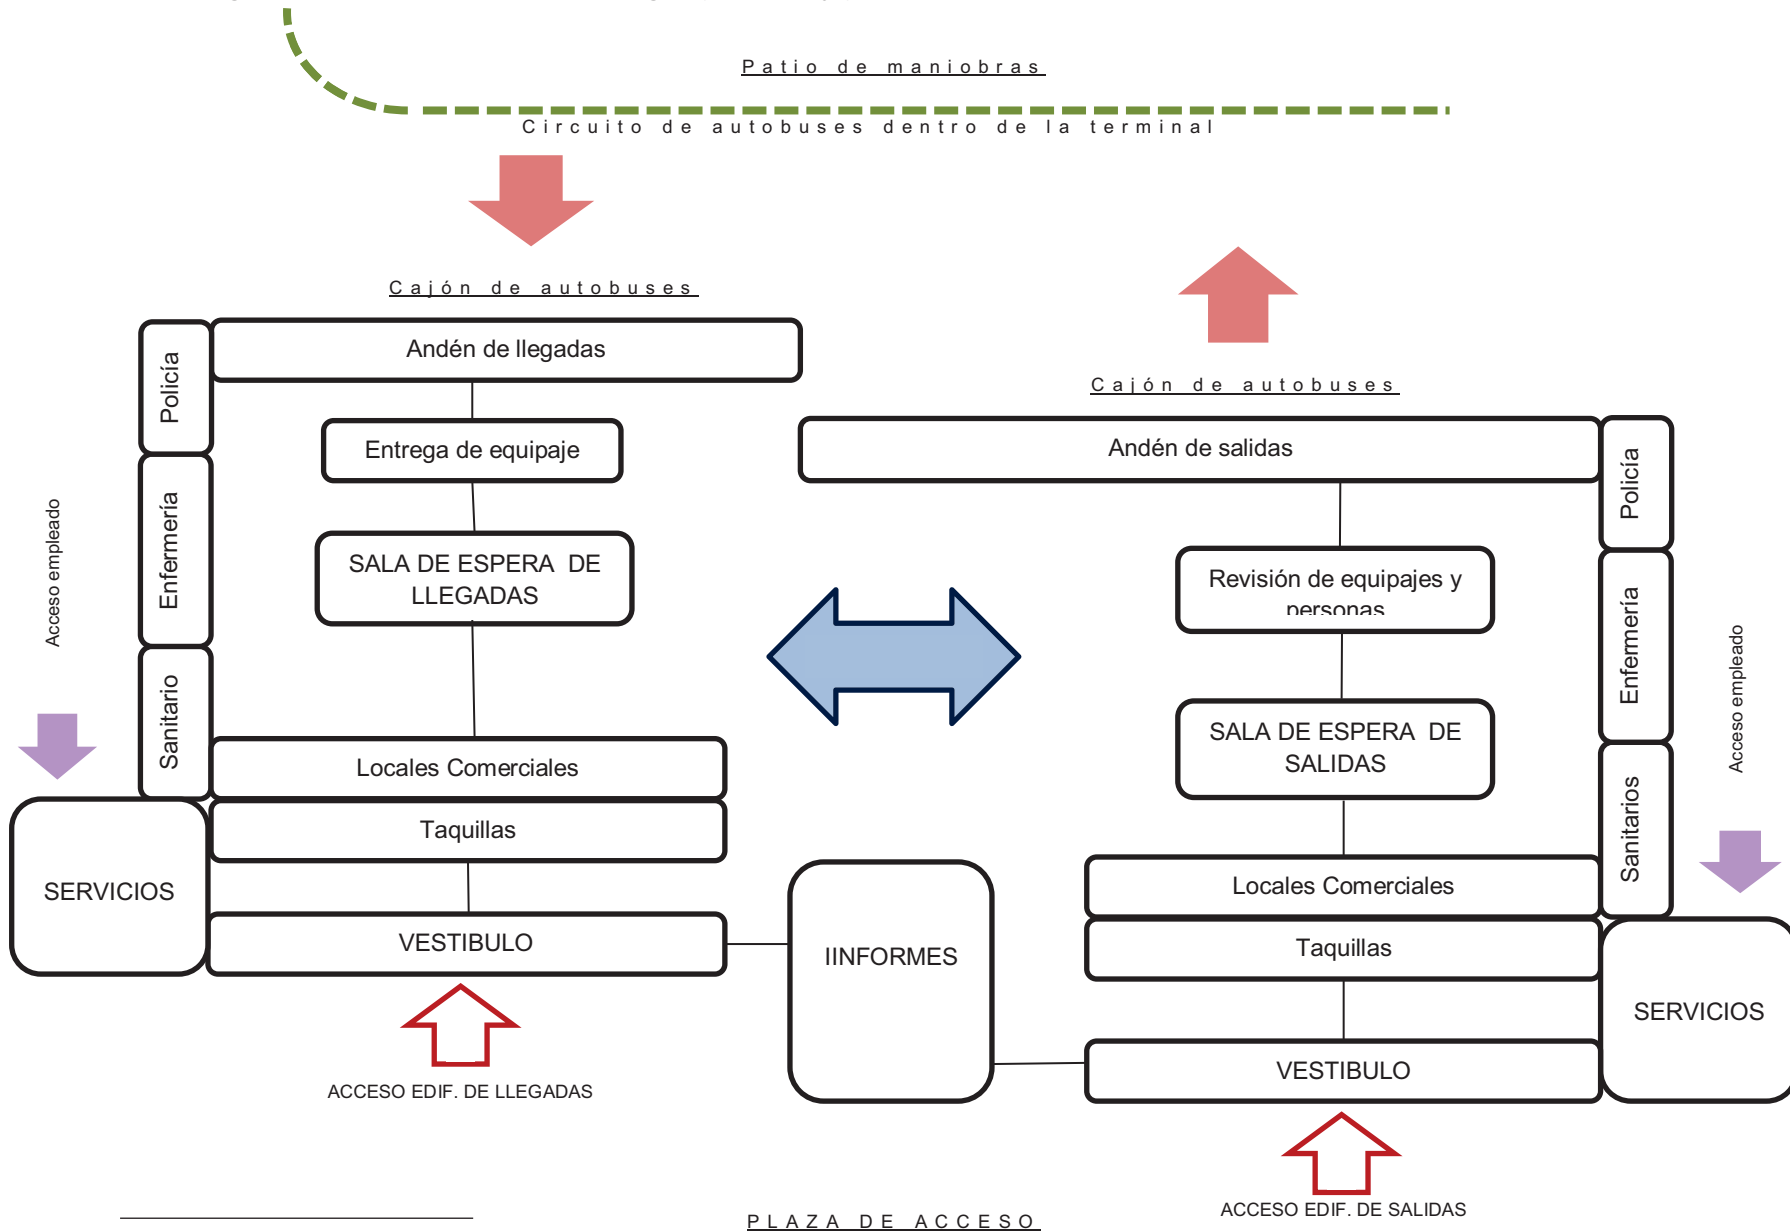 Patio de maniobras
Circuito de autobuses dentro de la terminal
Cajón de autobuses
Andén de llegadas
Policía
Entrega de equipaje
Enfermería
Acceso empleado
SALA DE ESPERA DE
LLEGADAS
Sanitario
Locales Comerciales
Taquillas
SERVICIOS
VESTIBULO
IINFORMES
ACCESO EDIF. DE LLEGADAS
Cajón de autobuses
Andén de salidas
Policía
Revisión de equipajes y
personas
Enfermería
Acceso empleado
SALA DE ESPERA DE
SALIDAS
Sanitarios
Locales Comerciales
Taquillas
SERVICIOS
VESTIBULO
ACCESO EDIF. DE SALIDAS
PLAZA DE ACCESO